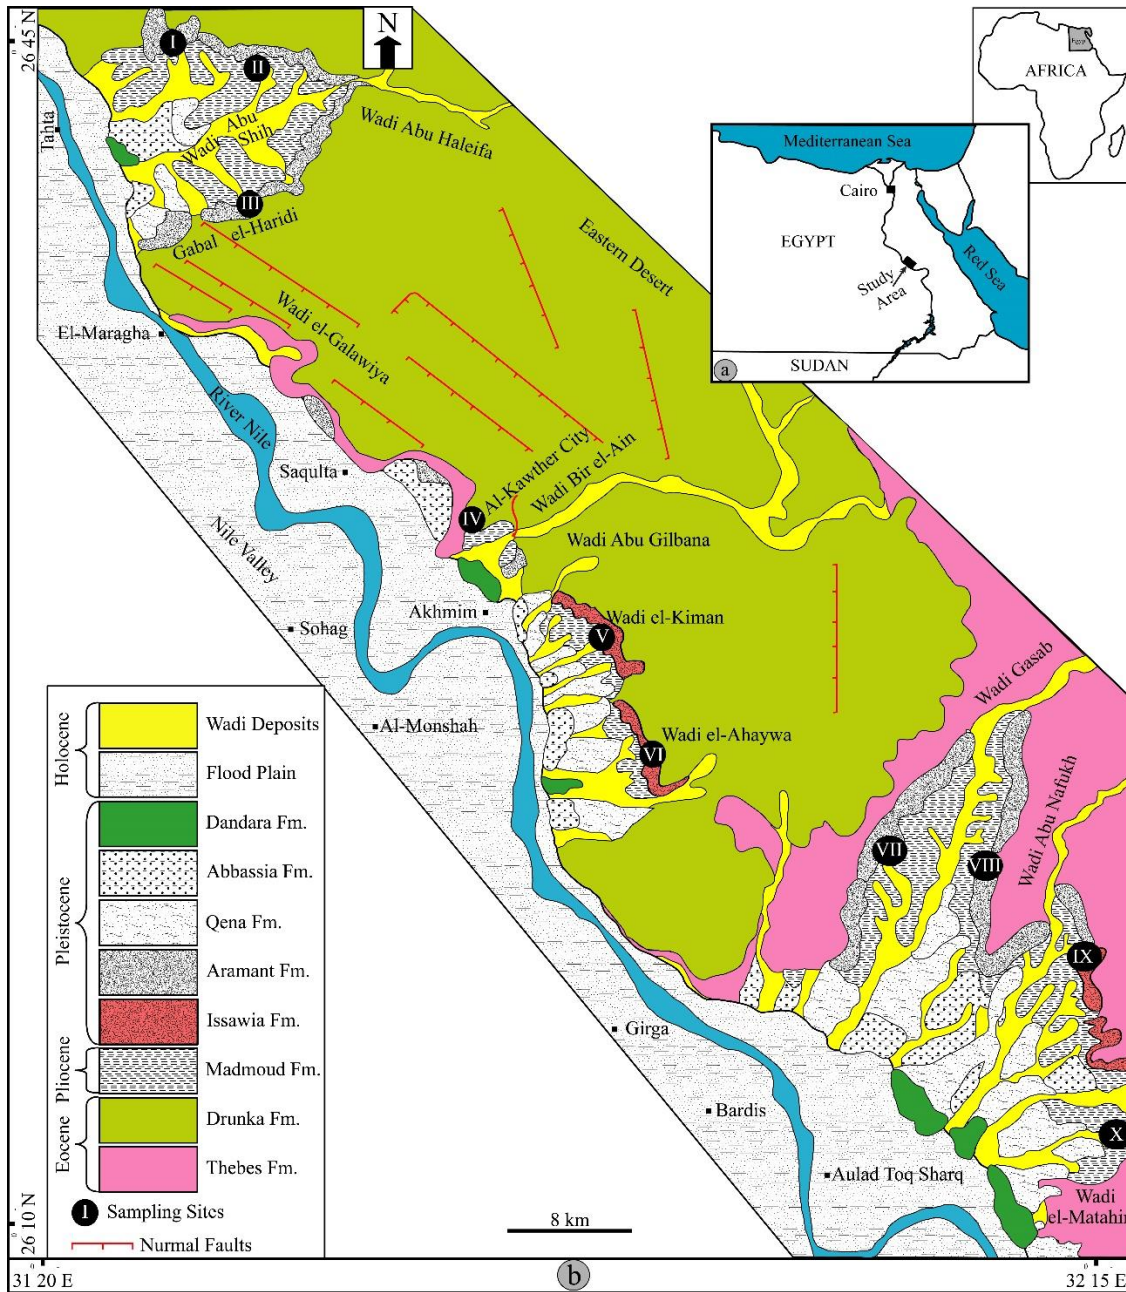 26 45 N
N
I
II
Wadi Abu Shih
Wadi Abu Haleifa
Tahta
III
Gabal el-Haridi
Eastern Desert
AFRICA
Egypt
Mediterranean Sea
Cairo
EGYPT
Red Sea
Study
Area
SUDAN
a
El-Maragha
Wadi el-Galawiya
River Nile
Saqulta
Al-Kawther City
IV
Wadi Bir el-Ain
Nile Valley
Wadi Abu Gilbana
Akhmim
Sohag
V
Wadi el-Kiman
Wadi Gasab
Al-Monshah
VI
Wadi el-Ahaywa
VII
VIII
Wadi Abu Nafukh
IX
Girga
Bardis
X
Aulad Toq Sharq
Wadi
el-Matahir
Holocene
Wadi Deposits
Flood Plain
Pleistocene
Dandara Fm.
Abbassia Fm.
Qena Fm.
Aramant Fm.
Issawia Fm.
Pliocene
Madmoud Fm.
Eocene
Drunka Fm.
Thebes Fm.
I Sampling Sites
Nurmal Faults
8 km
26 10 N
31 20 E
b
32 15 E